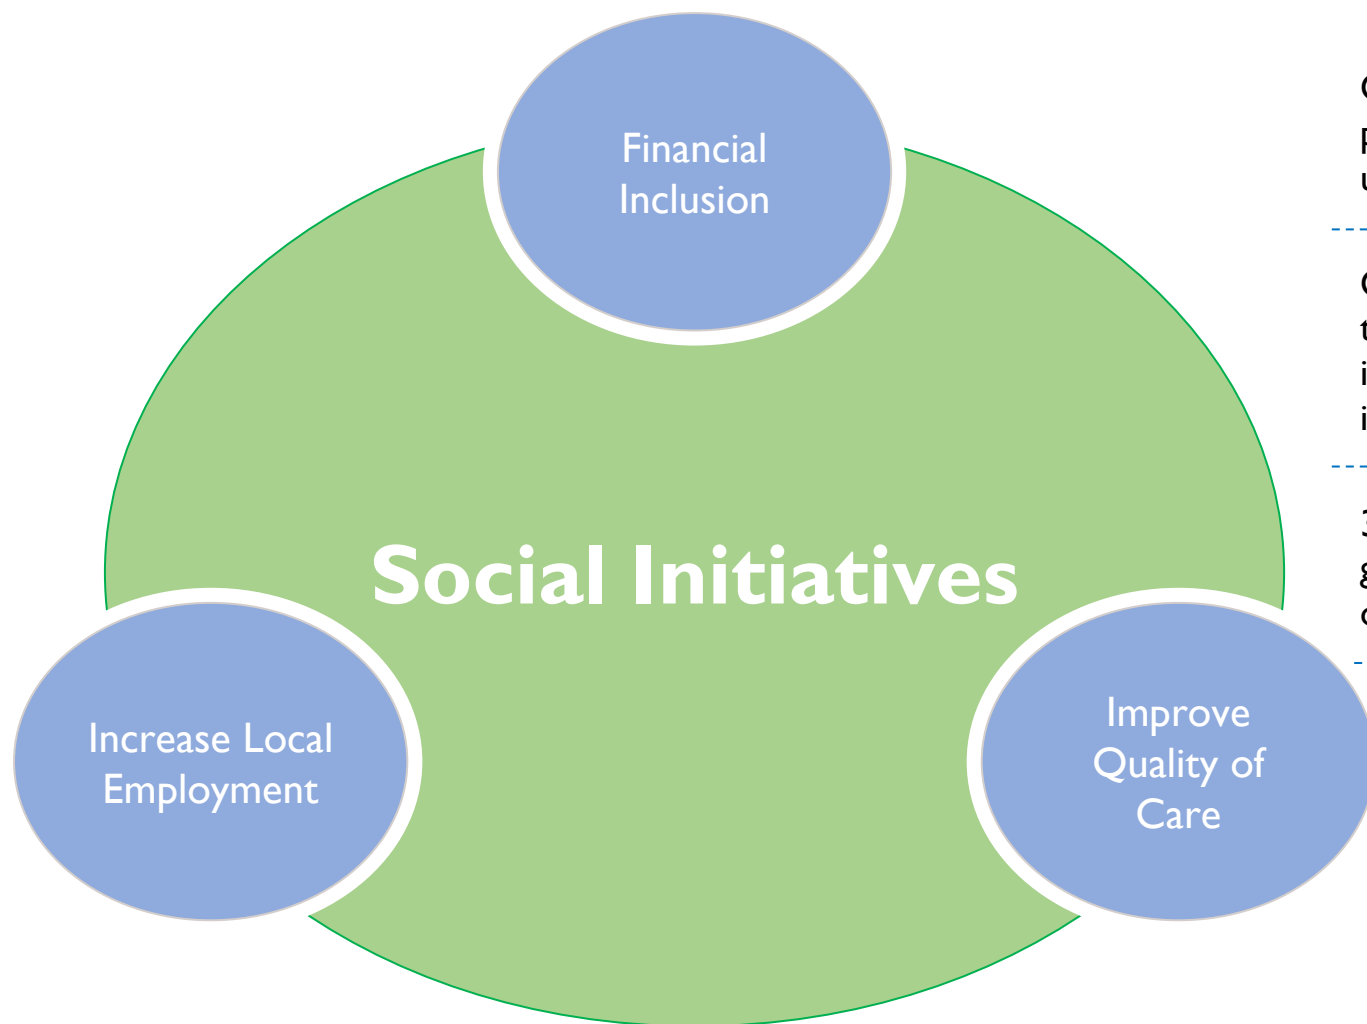 Financial
Inclusion
Social Initiatives
Increase Local
Employment
Improve
Quality of
Care